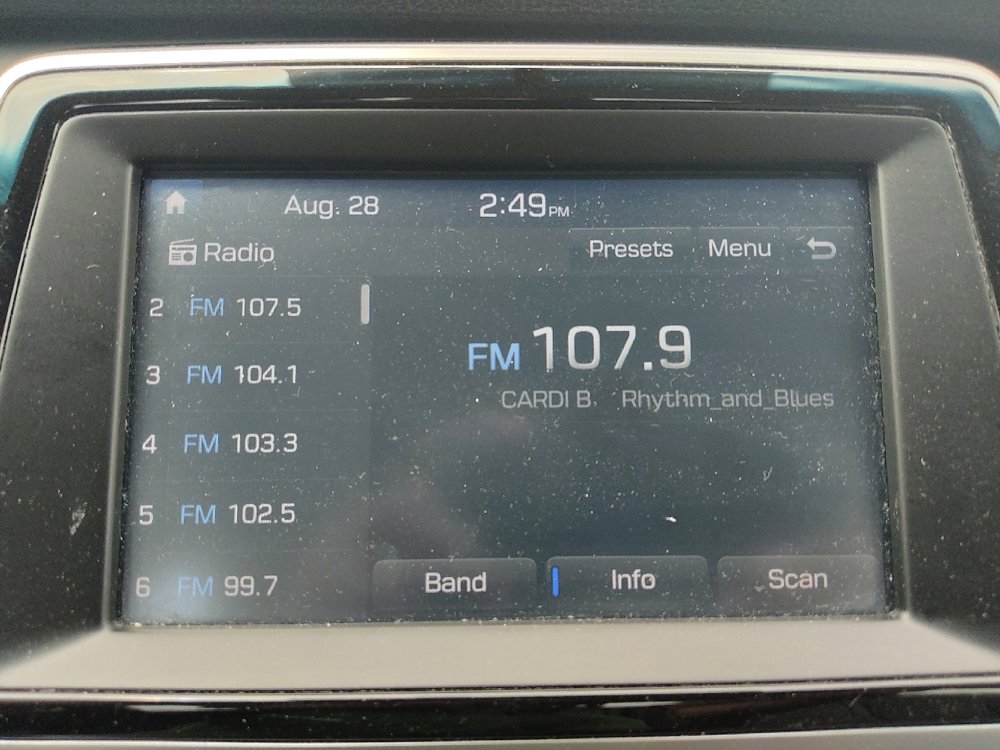 Aug. 28 2:49PM
Radio Presets Menu
2 FM 107.5
3 FM 104.1
4 FM 103.3
5 FM 102.5
6 FM 99.7
FM 107.9
CARDI B Rhythm_and_Blues
Band Info Scan